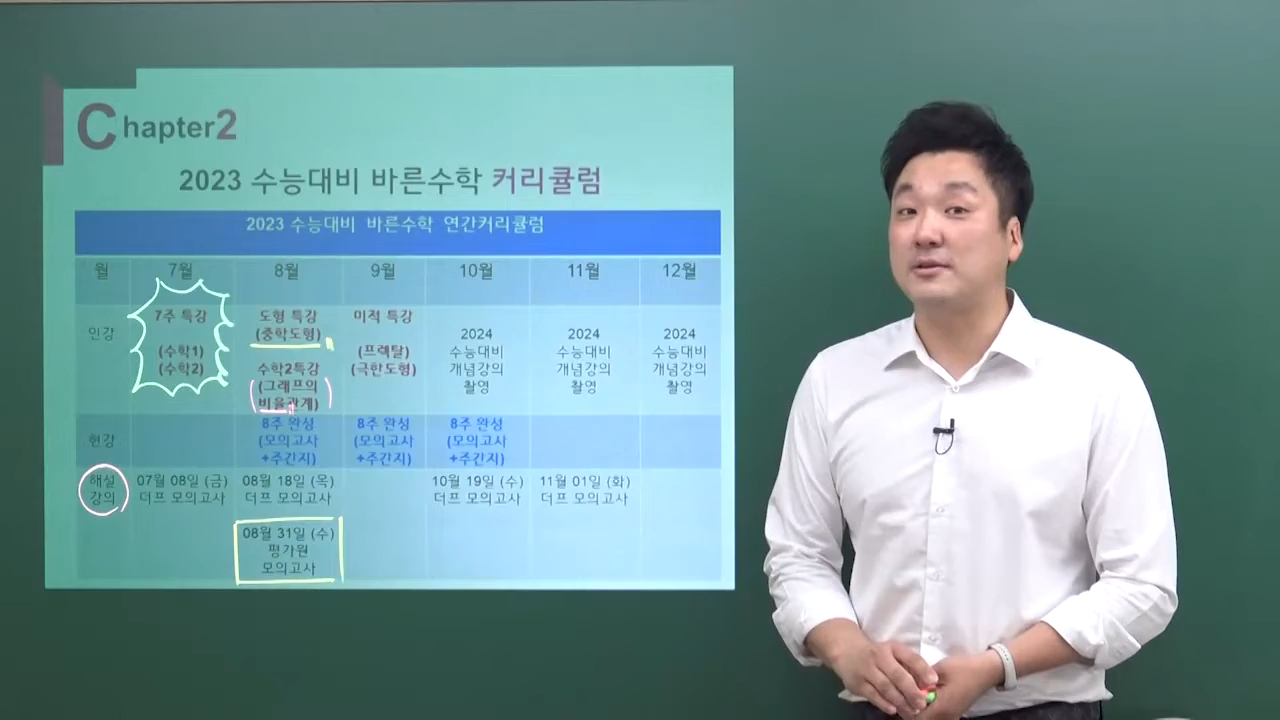 Chapter2
2023 수능대비 바른수학 커리큘럼
2023 수능대비 바른수학 연간커리큘럼
월 7월 8월 9월 10월 11월 12월
인강
7주 특강
(수학1)
(수학2)
도형 특강
(중학도형)
수학2특강
(그래프의
비율관계)
미적 특강
(프렉탈)
(극한도형)
2024
수능대비
개념강의
촬영
2024
수능대비
개념강의
촬영
2024
수능대비
개념강의
촬영
현강
8주 완성
(모의고사
+주간지)
8주 완성
(모의고사
+주간지)
8주 완성
(모의고사
+주간지)
해설
강의
07월 08일 (금)
더프 모의고사
08월 18일 (목)
더프 모의고사
08월 31일 (수)
평가원
모의고사
10월 19일 (수)
더프 모의고사
11월 01일 (화)
더프 모의고사